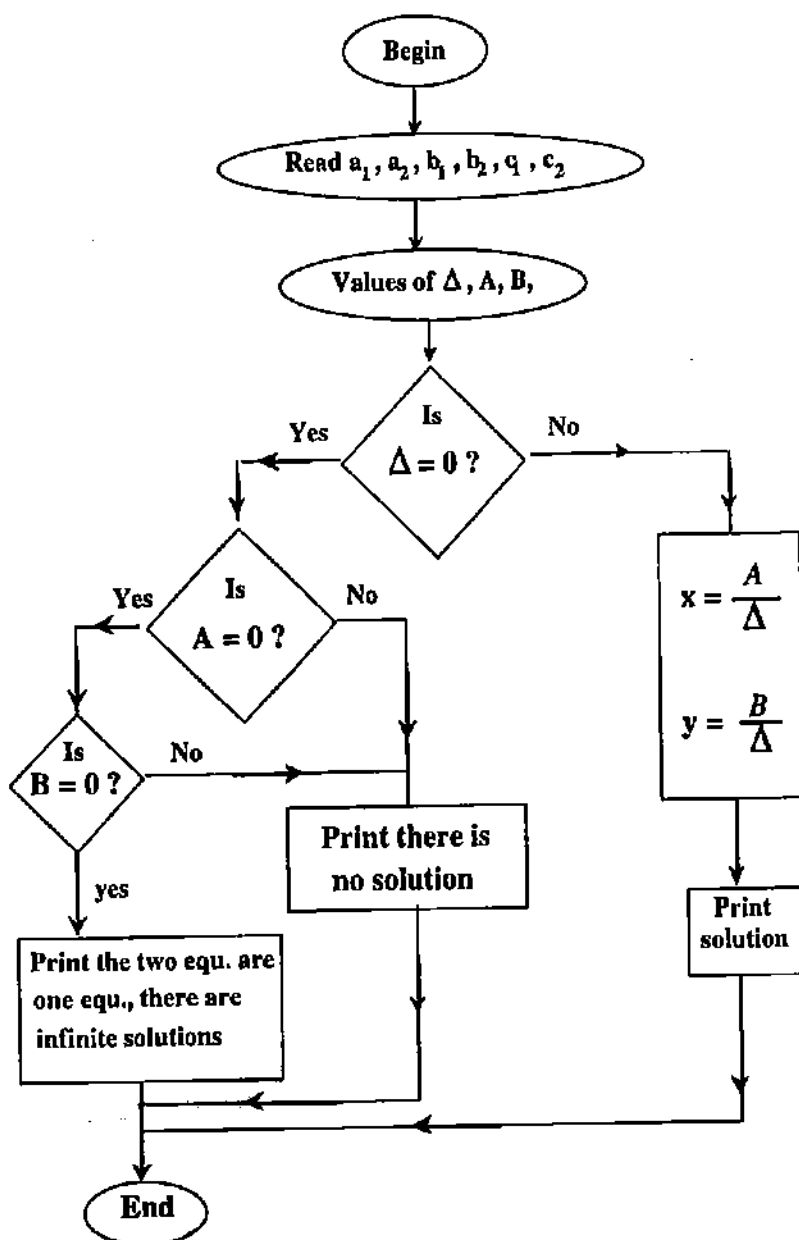 Begin
Read a₁, a₂, b₁, b₂, c₁, c₂
Values of Δ, A, B,
Is
Δ = 0 ?
Yes
No
Is
A = 0 ?
Yes
No
x = A/Δ
y = B/Δ
Is
B = 0 ?
No
yes
Print there is
no solution
Print
solution
Print the two equ. are
one equ., there are
infinite solutions
End